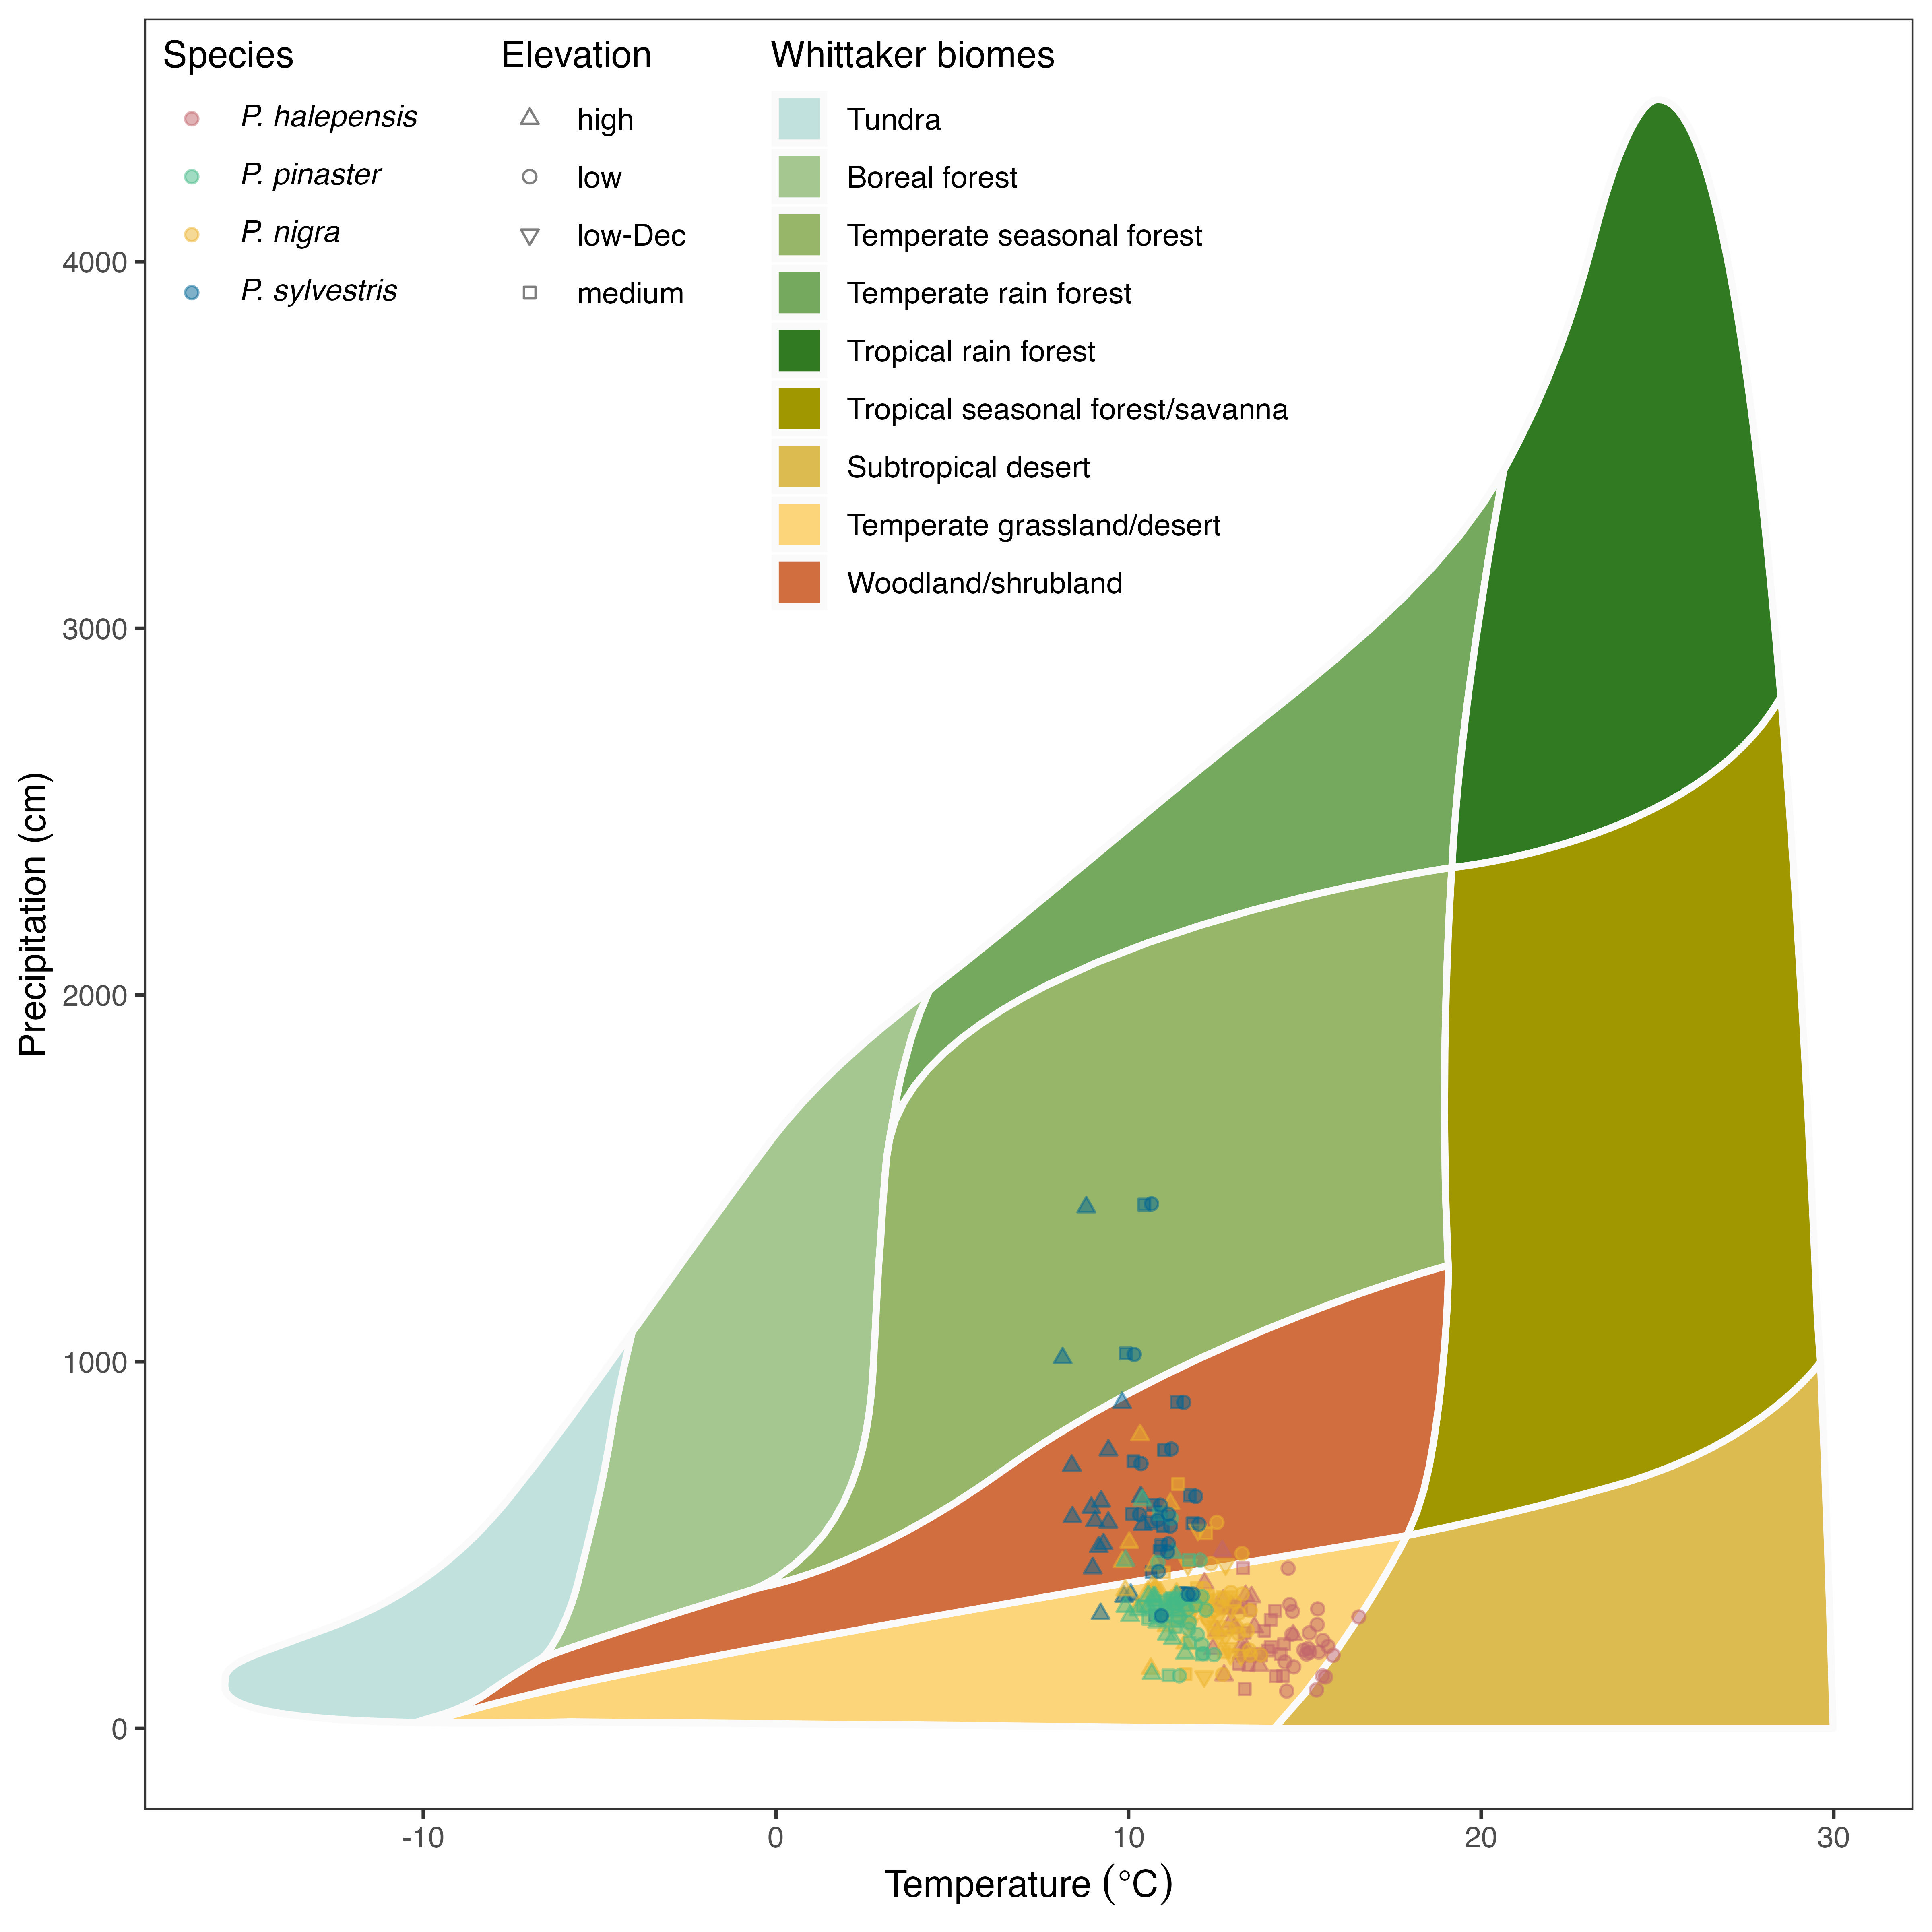 Species
P. halepensis
P. pinaster
P. nigra
P. sylvestris
Elevation
high
low
low-Dec
medium
Whittaker biomes
Tundra
Boreal forest
Temperate seasonal forest
Temperate rain forest
Tropical rain forest
Tropical seasonal forest/savanna
Subtropical desert
Temperate grassland/desert
Woodland/shrubland
Precipitation (cm)
4000
3000
2000
1000
0
-10
0
10
20
30
Temperature (°C)